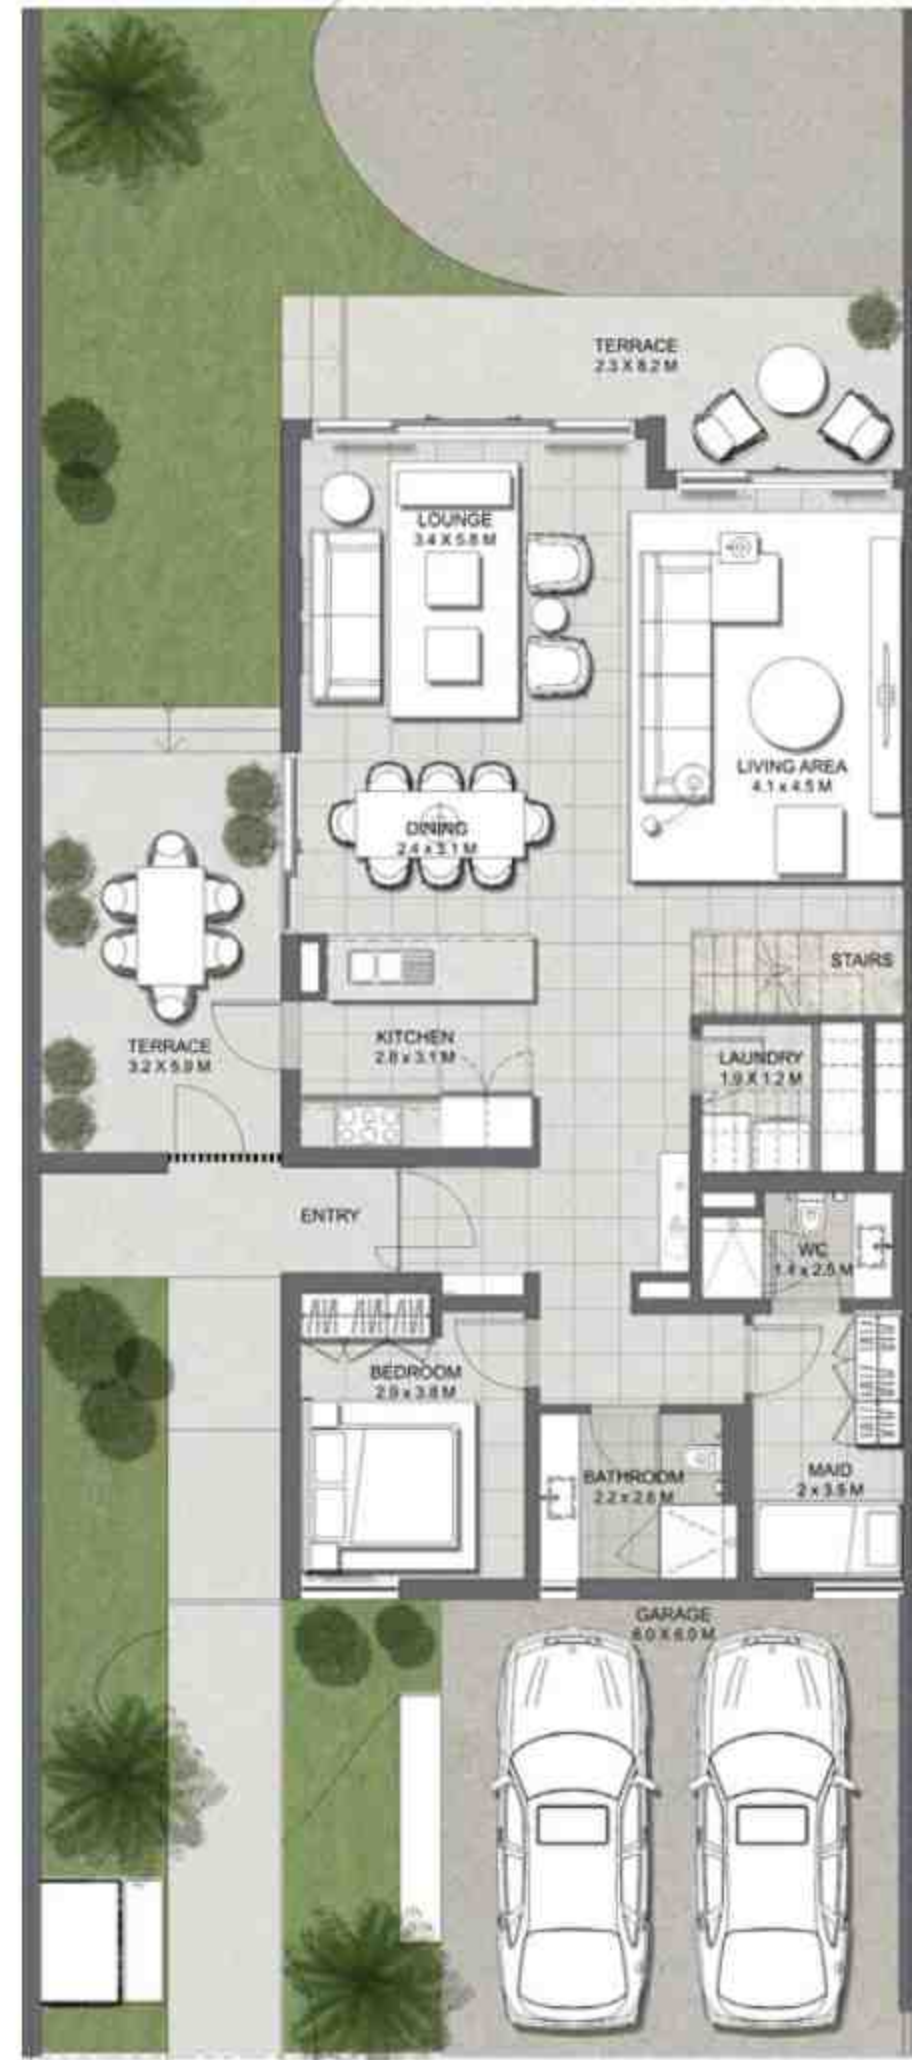 TERRACE
2.3 X 8.2 M
LOUNGE
3.4 X 5.8 M
LIVING AREA
4.1 x 4.5 M
DINING
2.4 x 3.1 M
STAIRS
KITCHEN
2.8 x 3.1 M
TERRACE
3.2 X 5.9 M
LAUNDRY
1.9 X 1.2 M
ENTRY
WC
1.4 x 2.5 M
BEDROOM
2.9 x 3.8 M
BATHROOM
2.2 x 2.6 M
MAID
2 x 3.5 M
GARAGE
6.0 X 6.0 M